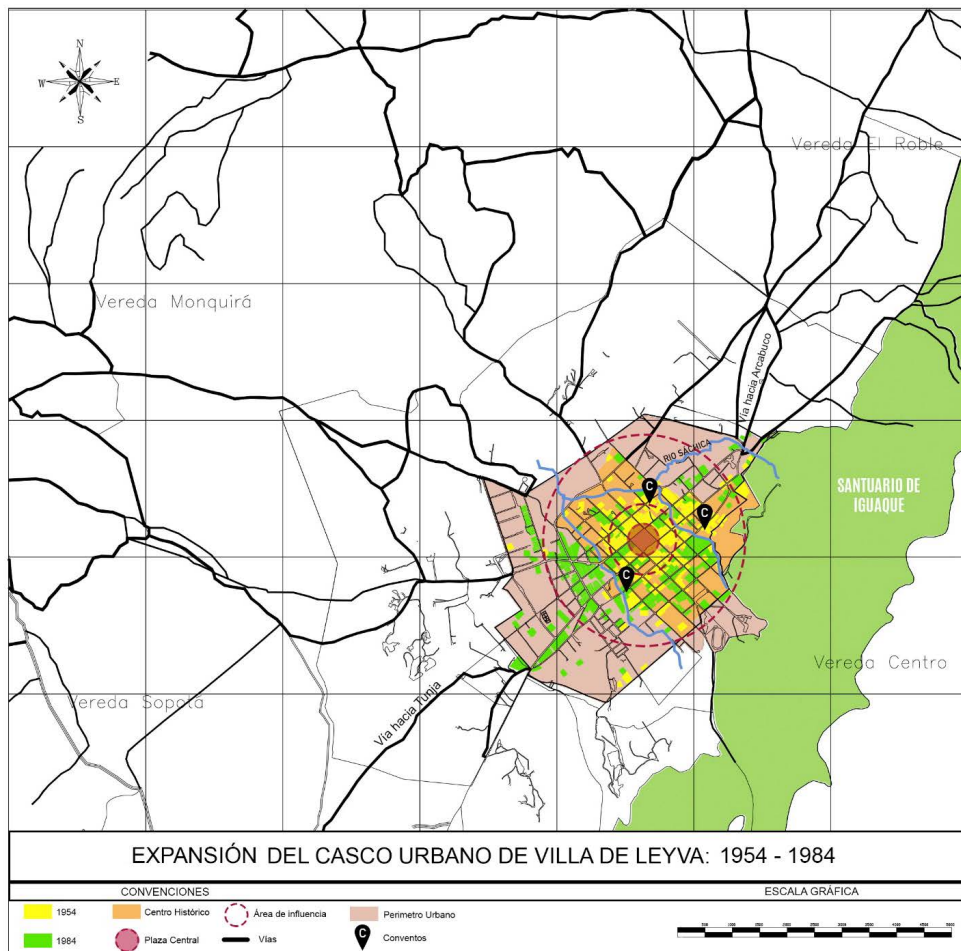 N
W E
S
Vereda El Roble
Vereda Monquirá
Vía hacia Arcabuco
RIO SACHICA
C
SANTUARIO DE
IGUAQUE
C
C
Vereda Centro
Vereda Sopotá
Vía hacia Tunja
EXPANSIÓN DEL CASCO URBANO DE VILLA DE LEYVA: 1954 - 1984
CONVENCIONES
ESCALA GRÁFICA
1954
Centro Histórico
Área de influencia
Perimetro Urbano
1984
Plaza Central
Vías
C
Conventos